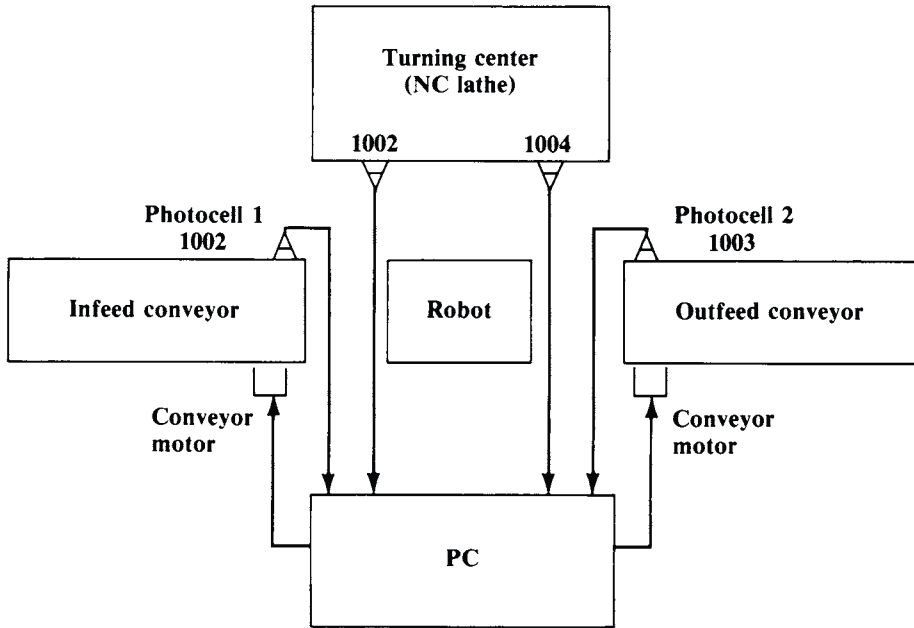 Turning center
(NC lathe)
1002
1004
Photocell 1
1002
Photocell 2
1003
Infeed conveyor
Robot
Outfeed conveyor
Conveyor
motor
Conveyor
motor
PC